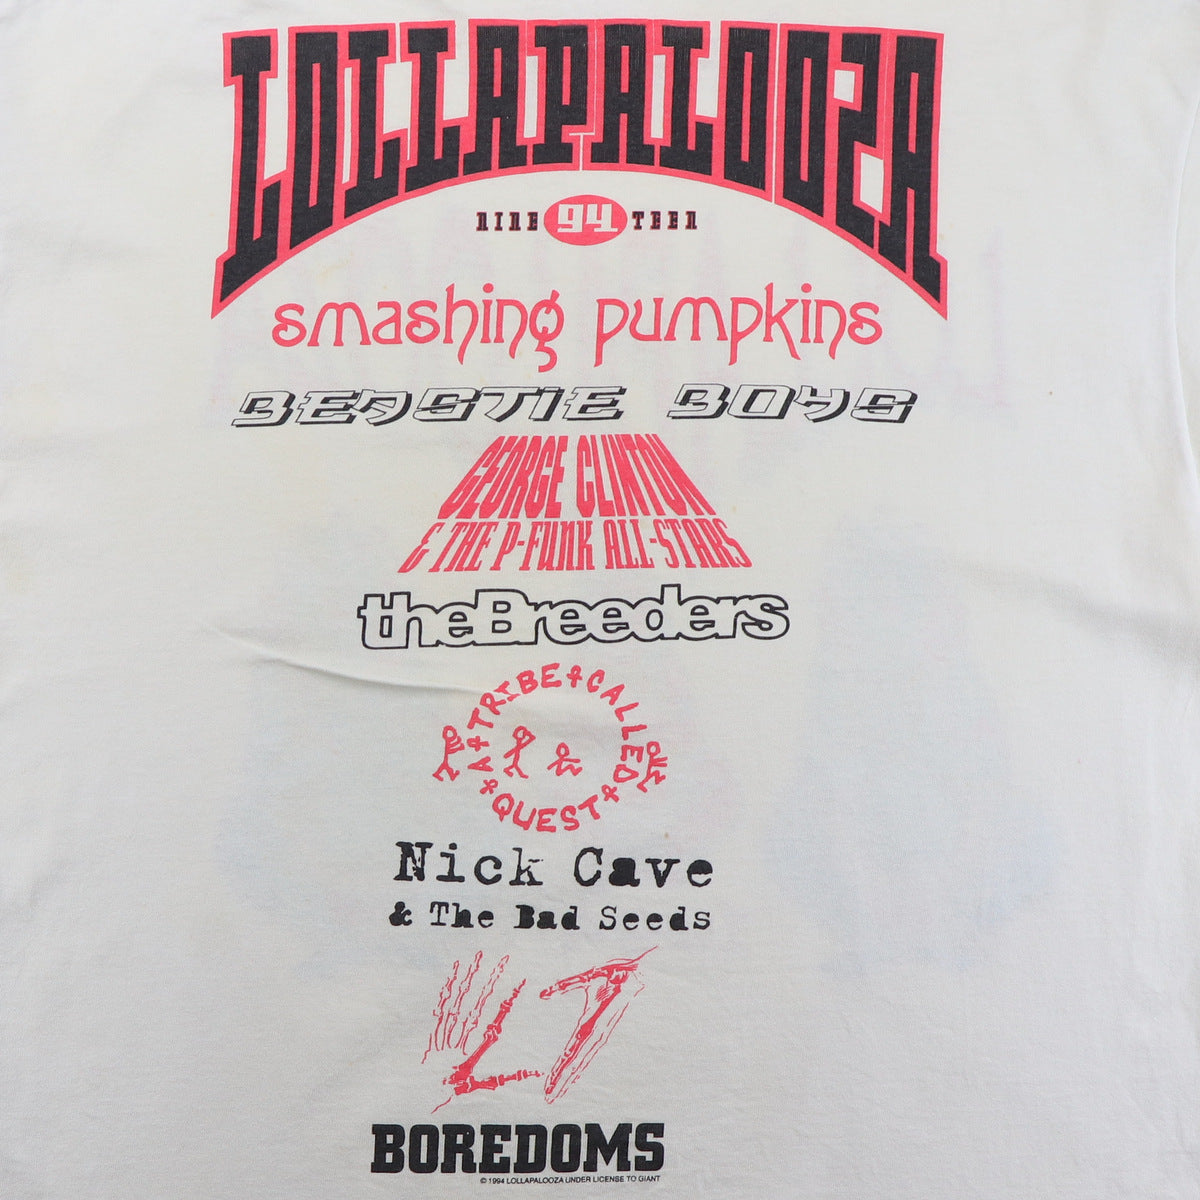 LOLLAPALOOZA
NINE 94 TEEN
smashing pumpkins
BEASTIE BOYS
GEORGE CLINTON
& THE P-FUNK ALL-STARS
theBreeders
A TRIBE CALLED QUEST
Nick Cave
& The Bad Seeds
L7
BOREDOMS
© 1994 LOLLAPALOOZA UNDER LICENSE TO GIANT